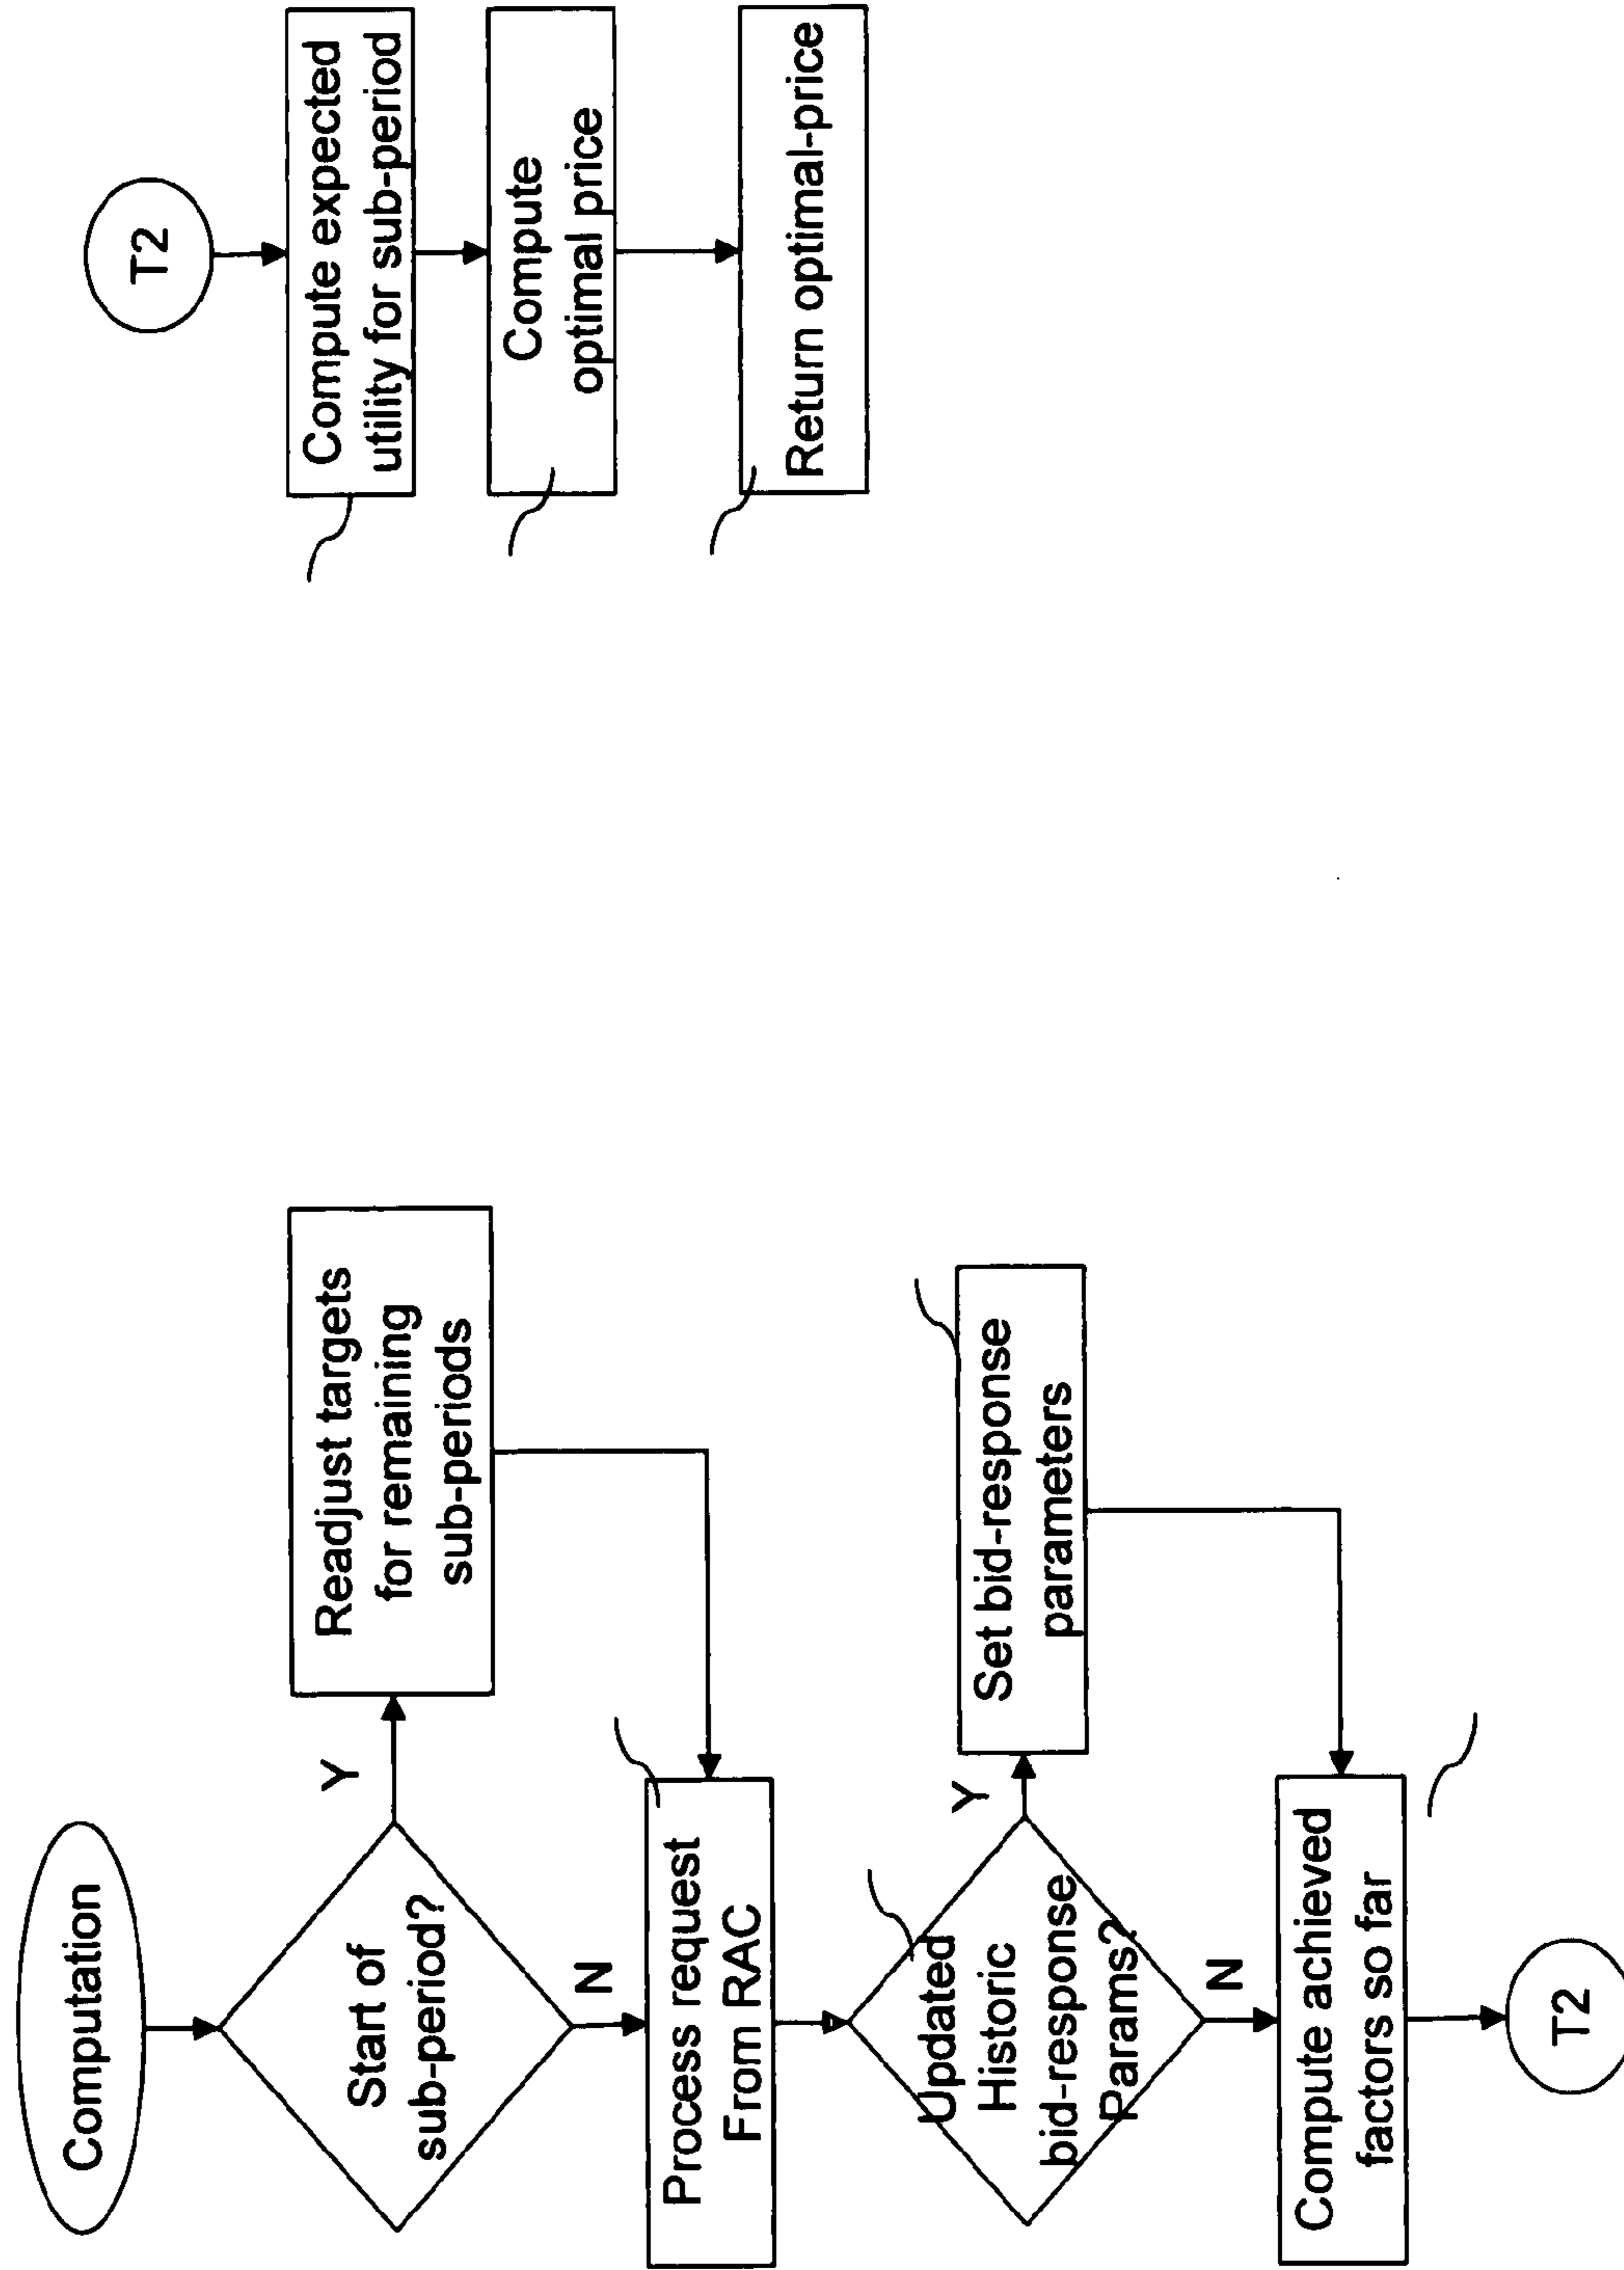 Computation
Start of
sub-period?
Y
Readjust targets
for remaining
sub-periods
N
Process request
From RAC
Updated
Historic
bid-response
Params?
Y
Set bid-response
parameters
N
Compute achieved
factors so far
T2
T2
Compute expected
utility for sub-period
Compute
optimal price
Return optimal-price